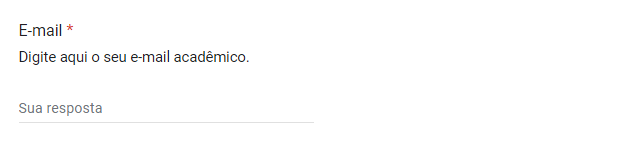 E-mail *
Digite aqui o seu e-mail acadêmico.
Sua resposta